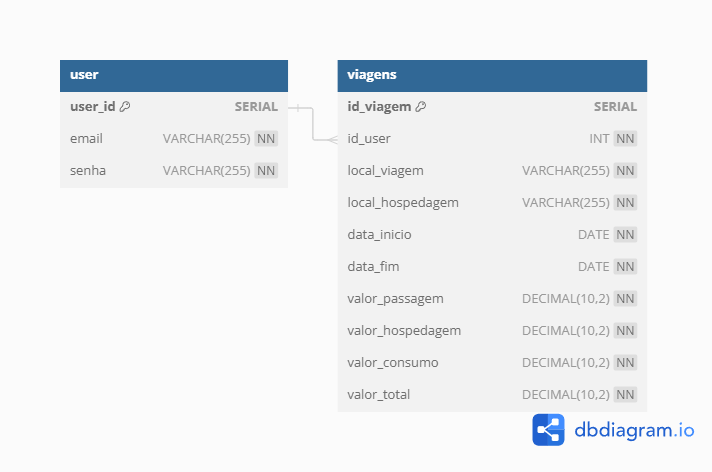 user
user_id SERIAL
email VARCHAR(255) NN
senha VARCHAR(255) NN
viagens
id_viagem SERIAL
id_user INT NN
local_viagem VARCHAR(255) NN
local_hospedagem VARCHAR(255) NN
data_inicio DATE NN
data_fim DATE NN
valor_passagem DECIMAL(10,2) NN
valor_hospedagem DECIMAL(10,2) NN
valor_consumo DECIMAL(10,2) NN
valor_total DECIMAL(10,2) NN
dbdiagram.io